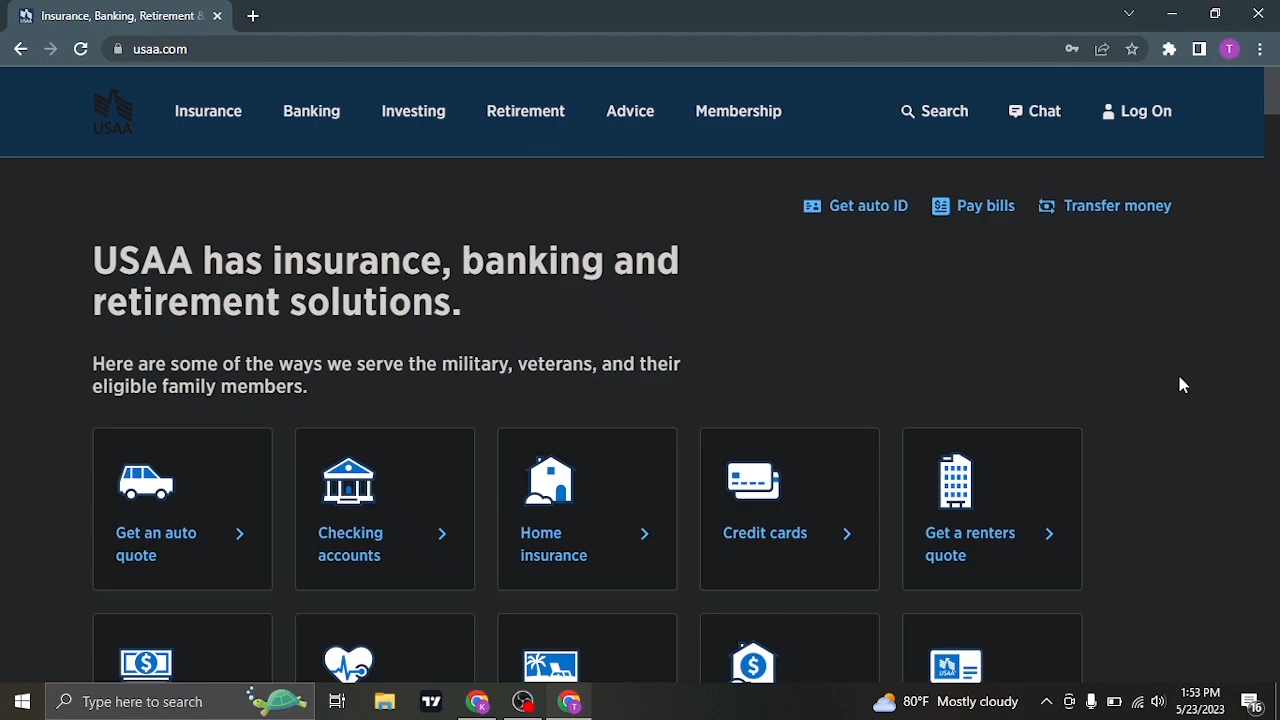 Insurance, Banking, Retirement &
usaa.com
T
USAA
Insurance
Banking
Investing
Retirement
Advice
Membership
Search
Chat
Log On
Get auto ID
Pay bills
Transfer money
USAA has insurance, banking and
retirement solutions.
Here are some of the ways we serve the military, veterans, and their
eligible family members.
Get an auto
quote
Checking
accounts
Home
insurance
Credit cards
Get a renters
quote
Type here to search
K
T
80°F Mostly cloudy
1:53 PM
5/23/2023
16